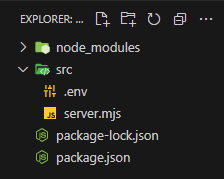 EXPLORER: ...
node_modules
src
.env
server.mjs
package-lock.json
package.json